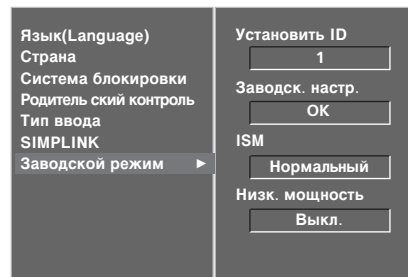 Язык(Language)
Страна
Система блокировки
Родитель ский контроль
Тип ввода
SIMPLINK
Заводской режим ►
Установить ID
1
Заводск. настр.
ОК
ISM
Нормальный
Низк. мощность
Выкл.